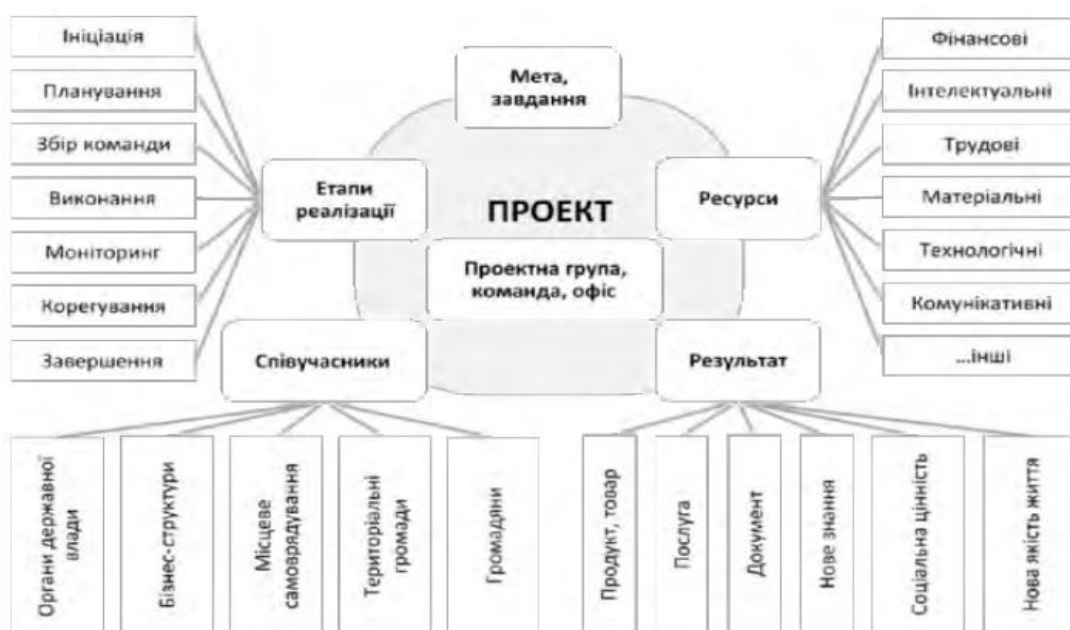 Ініціація
Планування
Збір команди
Виконання
Моніторинг
Корегування
Завершення
Мета,
завдання
Етапи
реалізації
ПРОЕКТ
Проектна група,
команда, офіс
Ресурси
Співучасники
Результат
Фінансові
Інтелектуальні
Трудові
Матеріальні
Технологічні
Комунікативні
...інші
Органи державної
влади
Бізнес-структури
Місцеве
самоврядування
Територіальні
громади
Громадяни
Продукт, товар
Послуга
Документ
Нове знання
Соціальна цінність
Нова якість життя